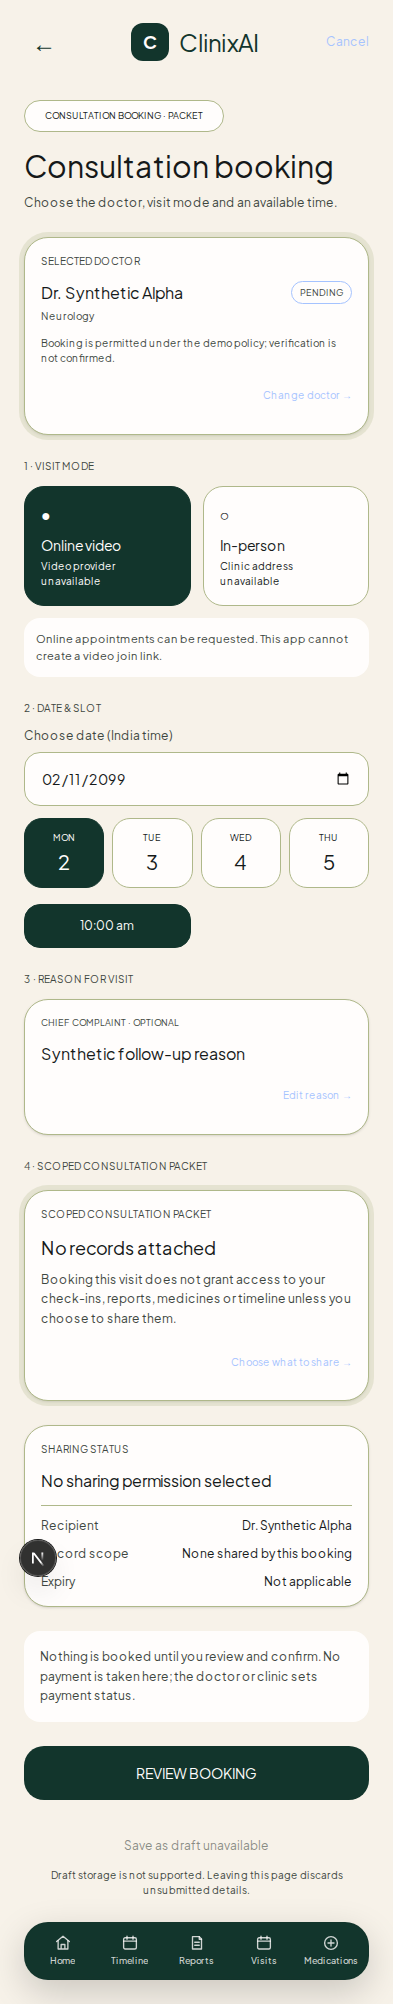 ←
C ClinixAI
Cancel
CONSULTATION BOOKING · PACKET
Consultation booking
Choose the doctor, visit mode and an available time.
SELECTED DOCTOR
Dr. Synthetic Alpha
PENDING
Neurology
Booking is permitted under the demo policy; verification is
not confirmed.
Change doctor →
1 · VISIT MODE
Online video
Video provider
unavailable
In-person
Clinic address
unavailable
Online appointments can be requested. This app cannot
create a video join link.
2 · DATE & SLOT
Choose date (India time)
02/11/2099
MON
2
TUE
3
WED
4
THU
5
10:00 am
3 · REASON FOR VISIT
CHIEF COMPLAINT · OPTIONAL
Synthetic follow-up reason
Edit reason →
4 · SCOPED CONSULTATION PACKET
SCOPED CONSULTATION PACKET
No records attached
Booking this visit does not grant access to your
check-ins, reports, medicines or timeline unless you
choose to share them.
Choose what to share →
SHARING STATUS
No sharing permission selected
Recipient Dr. Synthetic Alpha
N
cord scope None shared by this booking
Expiry Not applicable
Nothing is booked until you review and confirm. No
payment is taken here; the doctor or clinic sets
payment status.
REVIEW BOOKING
Save as draft unavailable
Draft storage is not supported. Leaving this page discards
unsubmitted details.
Home Timeline Reports Visits Medications